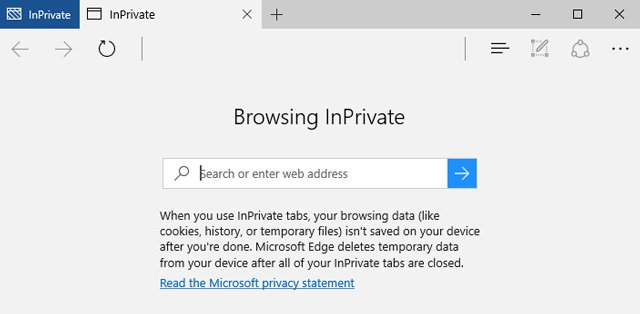 InPrivate
InPrivate
Browsing InPrivate
Search or enter web address
When you use InPrivate tabs, your browsing data (like
cookies, history, or temporary files) isn't saved on your device
after you're done. Microsoft Edge deletes temporary data
from your device after all of your InPrivate tabs are closed.
Read the Microsoft privacy statement